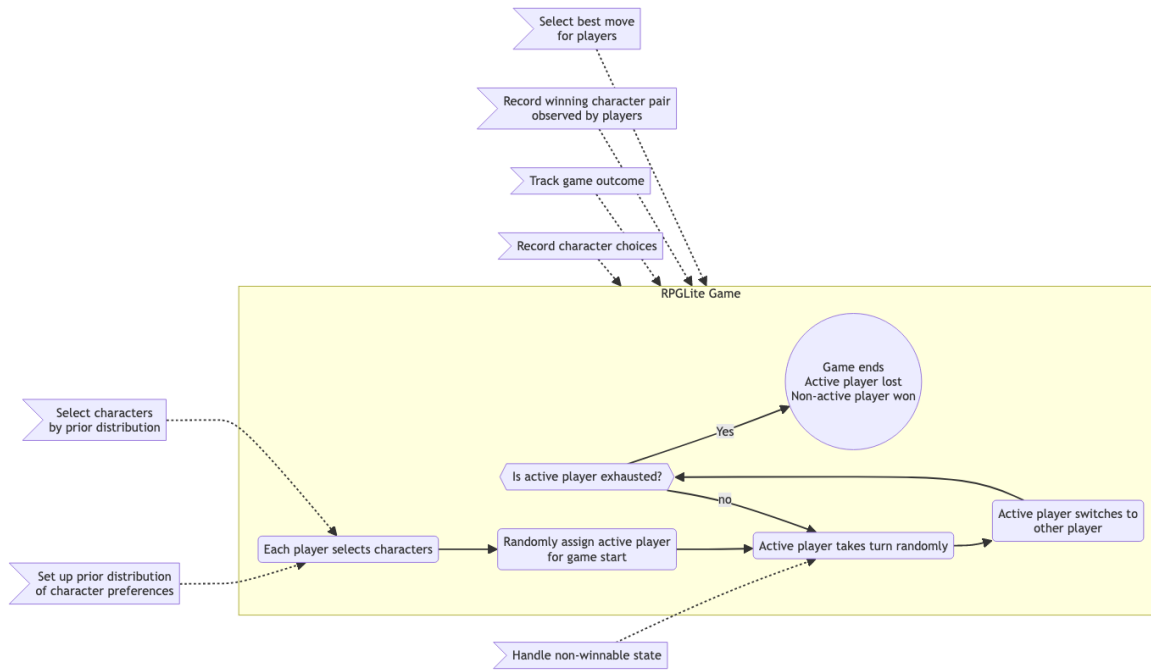 Select best move
for players
Record winning character pair
observed by players
Track game outcome
Record character choices
RPGLite Game
Game ends
Active player lost
Non-active player won
Select characters
by prior distribution
Yes
Is active player exhausted?
no
Active player switches to
other player
Each player selects characters
Randomly assign active player
for game start
Active player takes turn randomly
Set up prior distribution
of character preferences
Handle non-winnable state